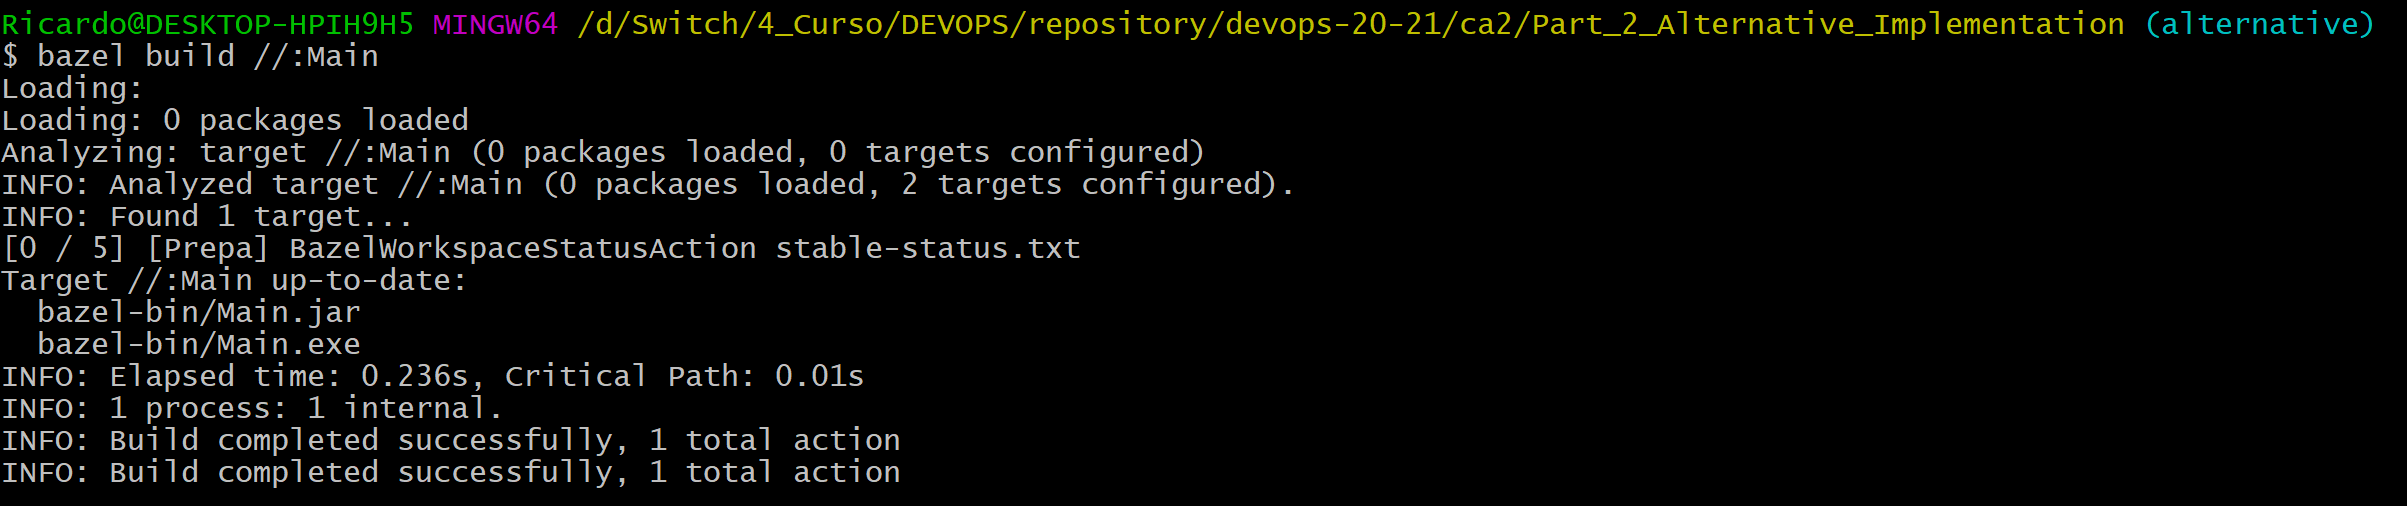 Ricardo@DESKTOP-HPIH9H5 MINGW64 /d/Switch/4_Curso/DEVOPS/repository/devops-20-21/ca2/Part_2_Alternative_Implementation (alternative)
$ bazel build //:Main
Loading:
Loading: 0 packages loaded
Analyzing: target //:Main (0 packages loaded, 0 targets configured)
INFO: Analyzed target //:Main (0 packages loaded, 2 targets configured).
INFO: Found 1 target...
[0 / 5] [Prepa] BazelWorkspaceStatusAction stable-status.txt
Target //:Main up-to-date:
  bazel-bin/Main.jar
  bazel-bin/Main.exe
INFO: Elapsed time: 0.236s, Critical Path: 0.01s
INFO: 1 process: 1 internal.
INFO: Build completed successfully, 1 total action
INFO: Build completed successfully, 1 total action